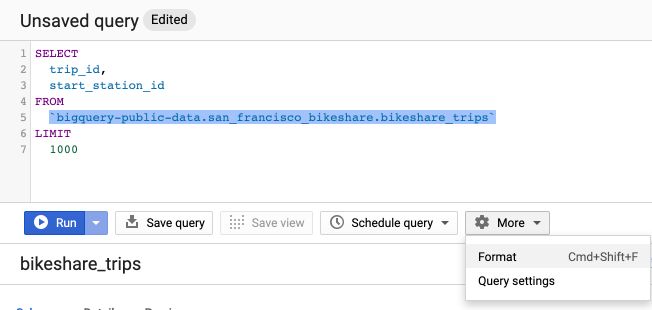 Unsaved query Edited
1 SELECT
2 trip_id,
3 start_station_id
4 FROM
5 `bigquery-public-data.san_francisco_bikeshare.bikeshare_trips`
6 LIMIT
7 1000
Run Save query Save view Schedule query More
Format Cmd+Shift+F
bikeshare_trips
Query settings